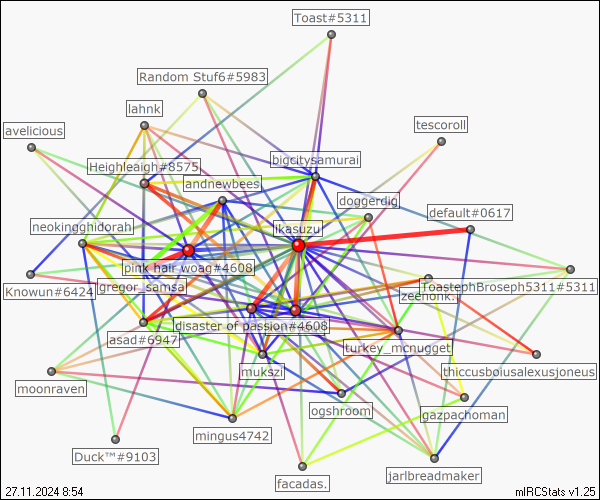 Toast#5311
Random Stuf6#5983
lahnk
tescoroll
avelicious
bigcitysamurai
Heighleaigh#8575
andnewbees
doggerdig
default#0617
neokingghidorah
ikasuzu
pink hair woag#4608
ToastephBroseph5311#5311
Knowun#6424
gregor_samsa
zeenonk.
disaster of passion#4608
asad#6947
turkey_mcnugget
mukszi
thiccusboiusalexusjoneus
moonraven
ogshroom
gazpachoman
mingus4742
Duck™#9103
facadas.
jarlbreadmaker
27.11.2024 8:54
mIRCStats v1.25